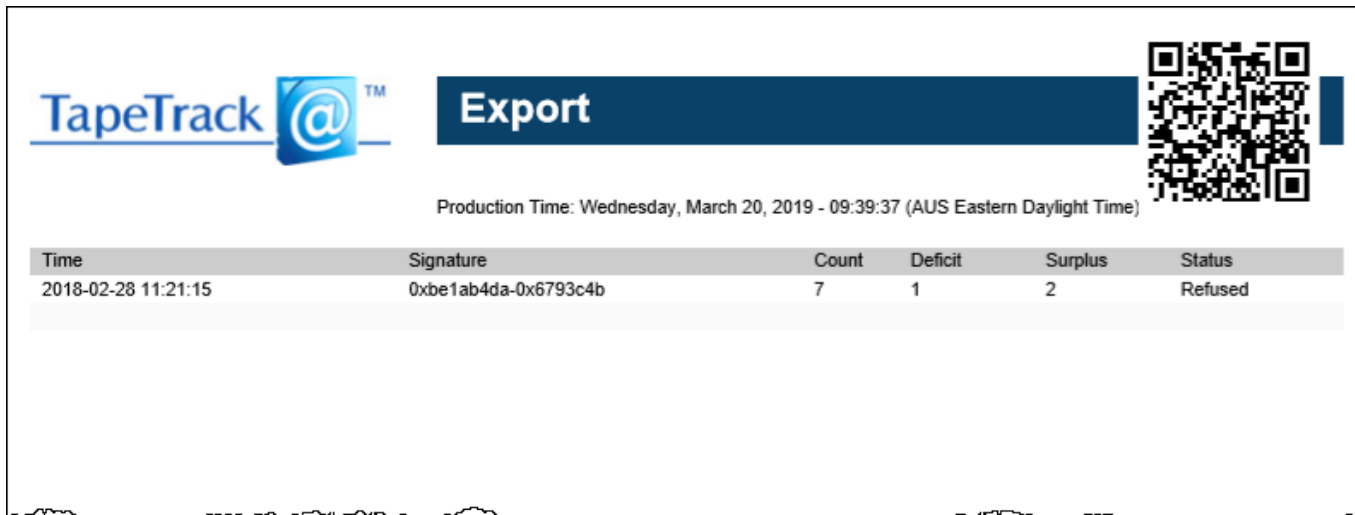 TapeTrack @ TM
Export
Production Time: Wednesday, March 20, 2019 - 09:39:37 (AUS Eastern Daylight Time)
Time Signature Count Deficit Surplus Status
2018-02-28 11:21:15 0xbe1ab4da-0x6793c4b 7 1 2 Refused